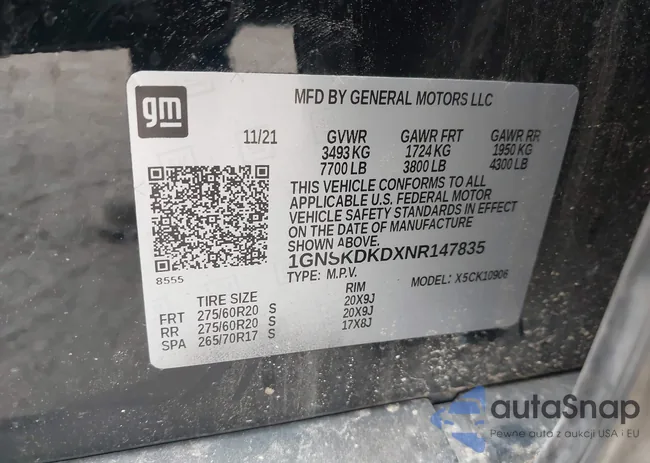 gm
MFD BY GENERAL MOTORS LLC
11/21 GVWR GAWR FRT GAWR RR
3493 KG 1724 KG 1950 KG
7700 LB 3800 LB 4300 LB
THIS VEHICLE CONFORMS TO ALL
APPLICABLE U.S. FEDERAL MOTOR
VEHICLE SAFETY STANDARDS IN EFFECT
ON THE DATE OF MANUFACTURE
SHOWN ABOVE.
8555
1GNSKDKDXNR147835
TYPE: M.P.V. MODEL: X5CK10906
TIRE SIZE RIM
FRT 275/60R20 S 20X9J
RR 275/60R20 S 20X9J
SPA 265/70R17 S 17X8J
autoSnap
Pewne auta z aukcji USA i EU